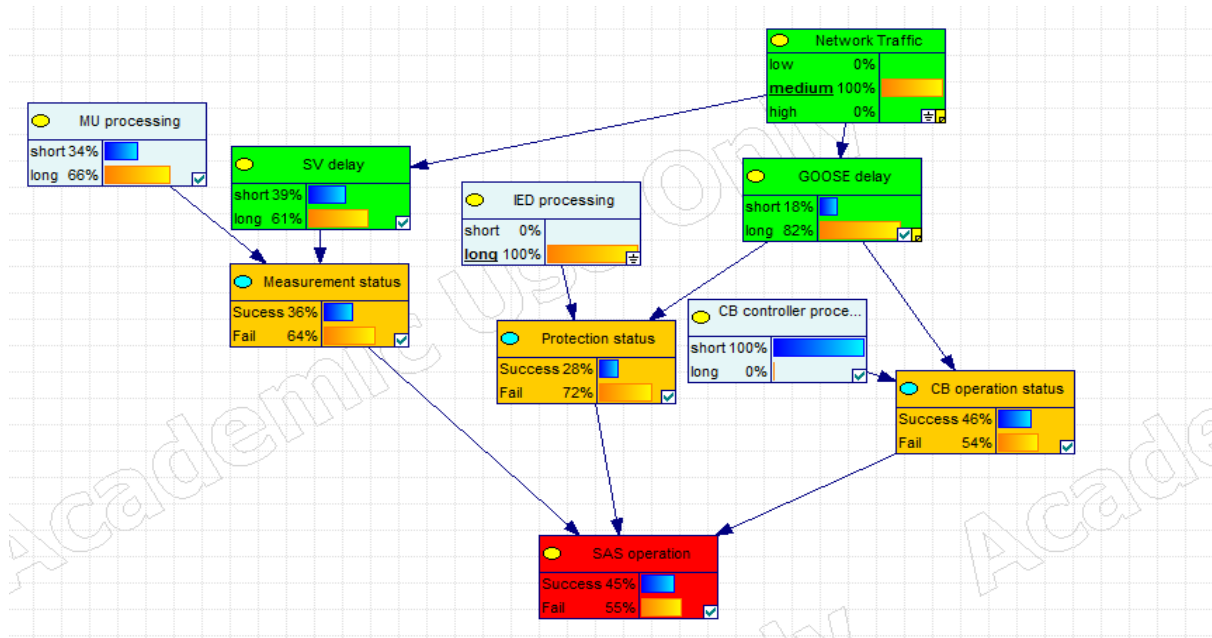 Network Traffic
low 0%
medium 100%
high 0%
MU processing
short 34%
long 66%
SV delay
short 39%
long 61%
GOOSE delay
short 18%
long 82%
IED processing
short 0%
long 100%
Measurement status
Sucess 36%
Fail 64%
CB controller proce...
short 100%
long 0%
Protection status
Success 28%
Fail 72%
CB operation status
Success 46%
Fail 54%
SAS operation
Success 45%
Fail 55%
Academic Use Only
Acade
only